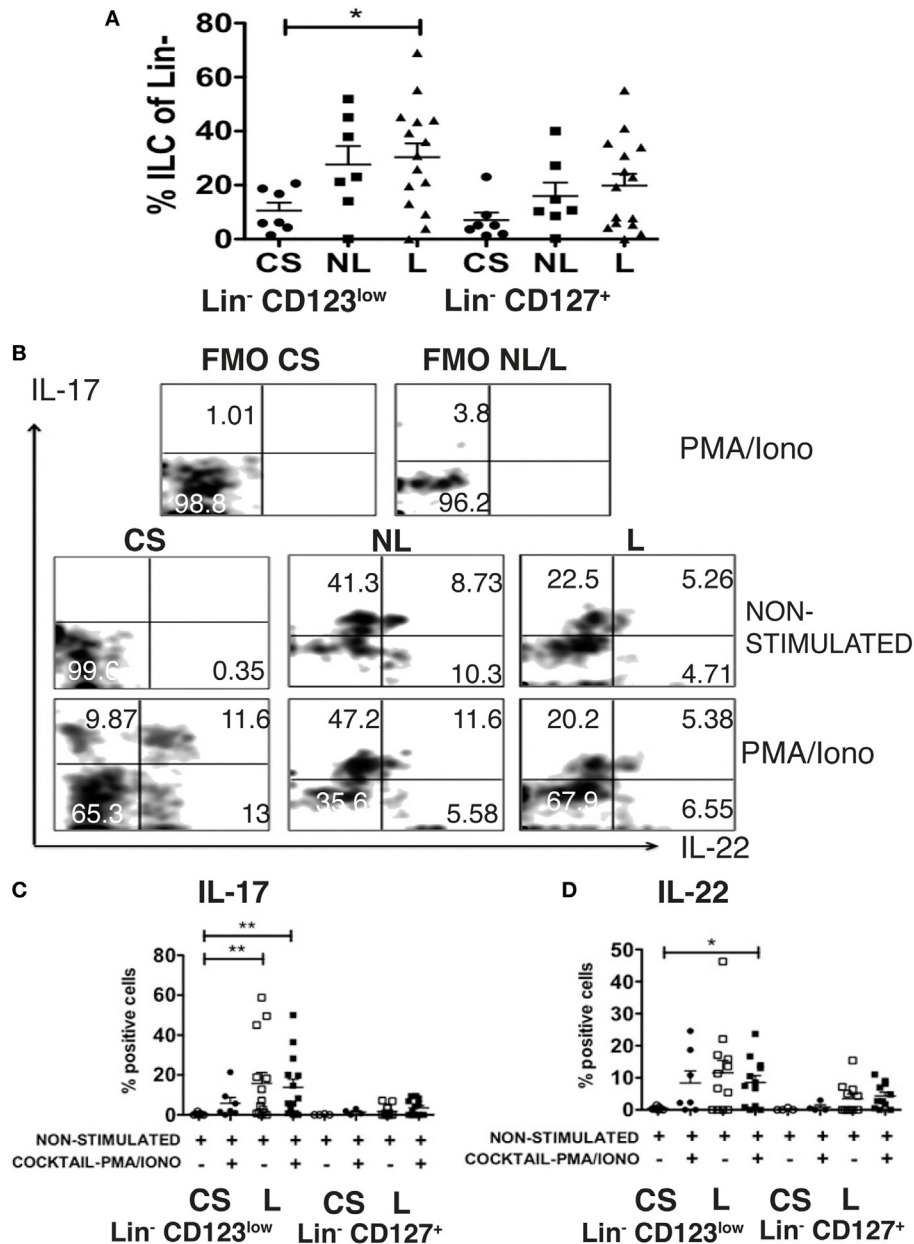 A
*
% ILC of Lin-
80
60
40
20
0
CS NL L CS NL L
Lin- CD123low Lin- CD127+
B
FMO CS FMO NL/L
IL-17
1.01 3.8
98.8 96.2
PMA/Iono
CS NL L
41.3 8.73 22.5 5.26
NON-
STIMULATED
99.6 0.35 10.3 4.71
9.87 11.6 47.2 11.6 20.2 5.38
PMA/Iono
65.3 13 35.6 5.58 67.9 6.55
IL-22
C
IL-17
**
**
% positive cells
80
60
40
20
0
NON-STIMULATED + + + + + + + +
COCKTAIL-PMA/IONO - + - + - + - +
CS L CS L
Lin- CD123low Lin- CD127+
D
IL-22
*
% positive cells
50
40
30
20
10
0
NON-STIMULATED + + + + + + + +
COCKTAIL-PMA/IONO - + - + - + - +
CS L CS L
Lin- CD123low Lin- CD127+